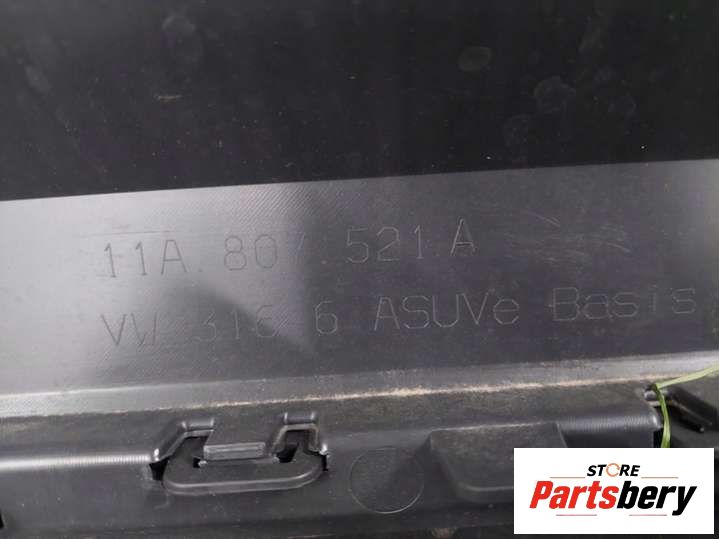 11A.807.521.A
VW 316 6 ASUVe Basis
STORE
Partsbery